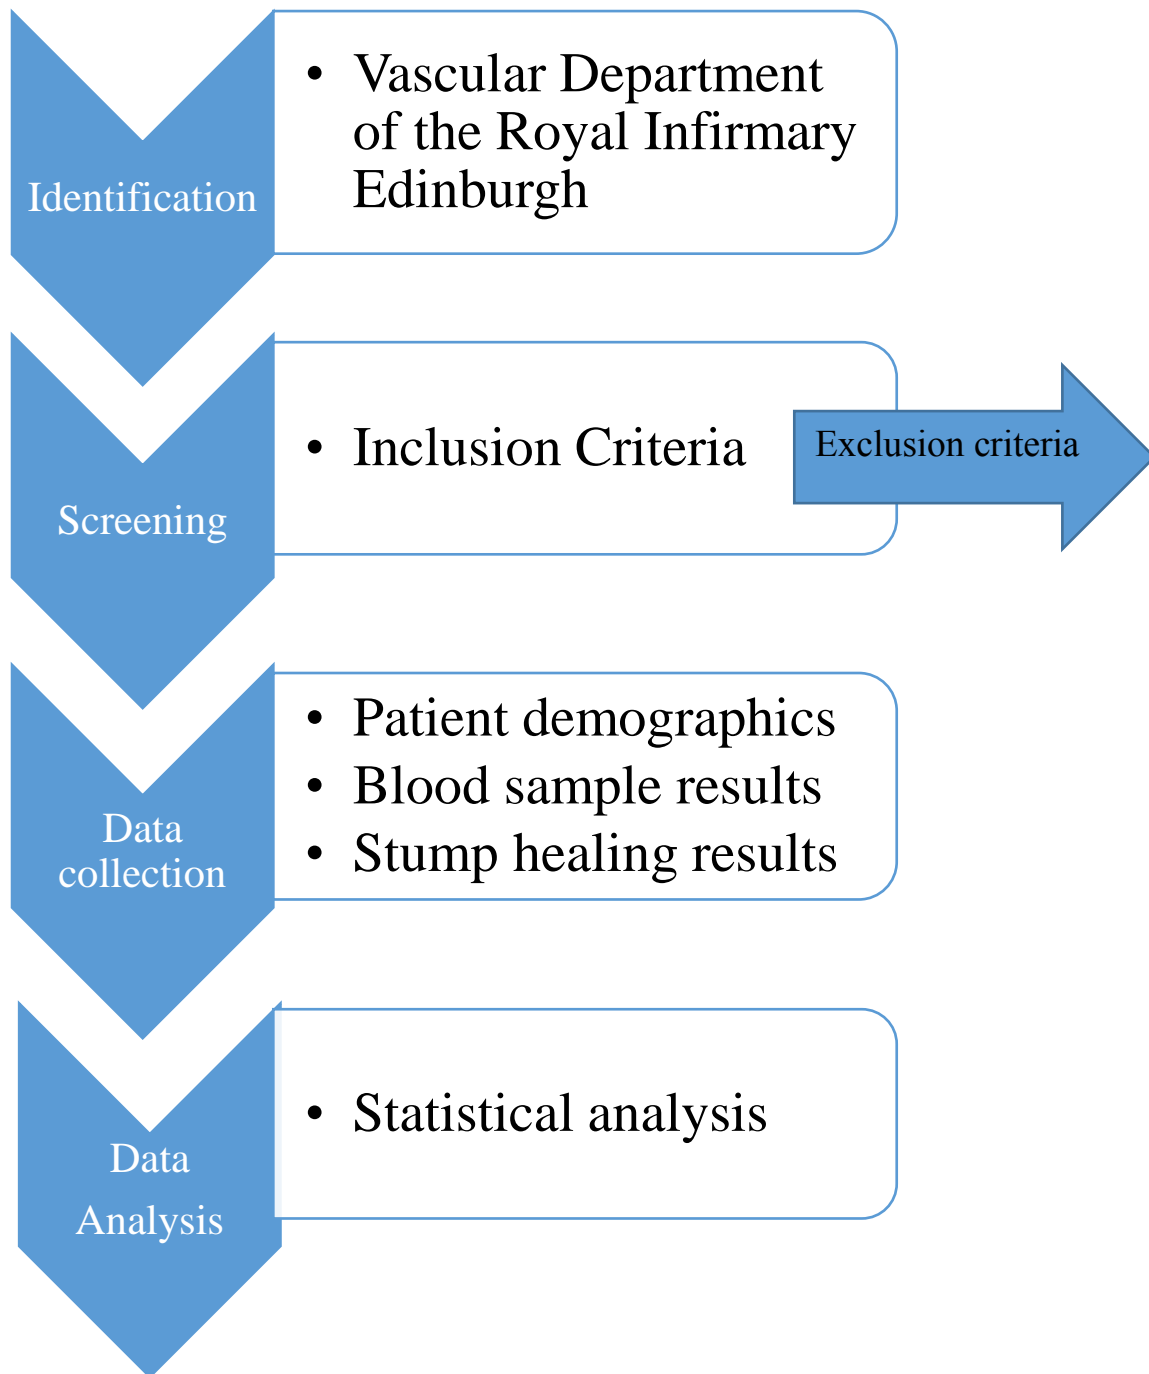 Identification
• Vascular Department
of the Royal Infirmary
Edinburgh
Screening
• Inclusion Criteria
Exclusion criteria
Data
collection
• Patient demographics
• Blood sample results
• Stump healing results
Data
Analysis
• Statistical analysis